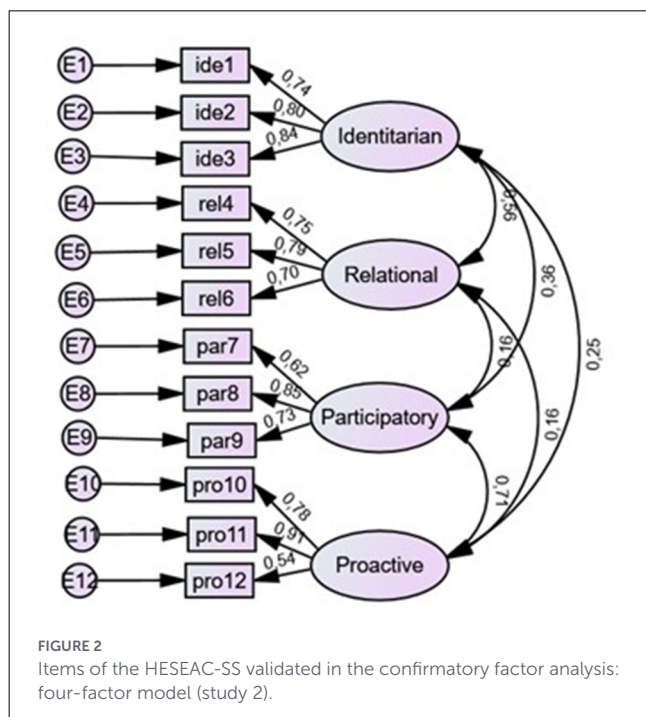 E1 ide1 0,74
E2 ide2 0,80 Identitarian
E3 ide3 0,84
E4 rel4 0,75 0,56
E5 rel5 0,79 Relational 0,36
E6 rel6 0,70
E7 par7 0,62 0,16 0,25
E8 par8 0,85 Participatory 0,16
E9 par9 0,73
E10 pro10 0,78 0,71
E11 pro11 0,91 Proactive
E12 pro12 0,54
FIGURE 2
Items of the HESEAC-SS validated in the confirmatory factor analysis:
four-factor model (study 2).